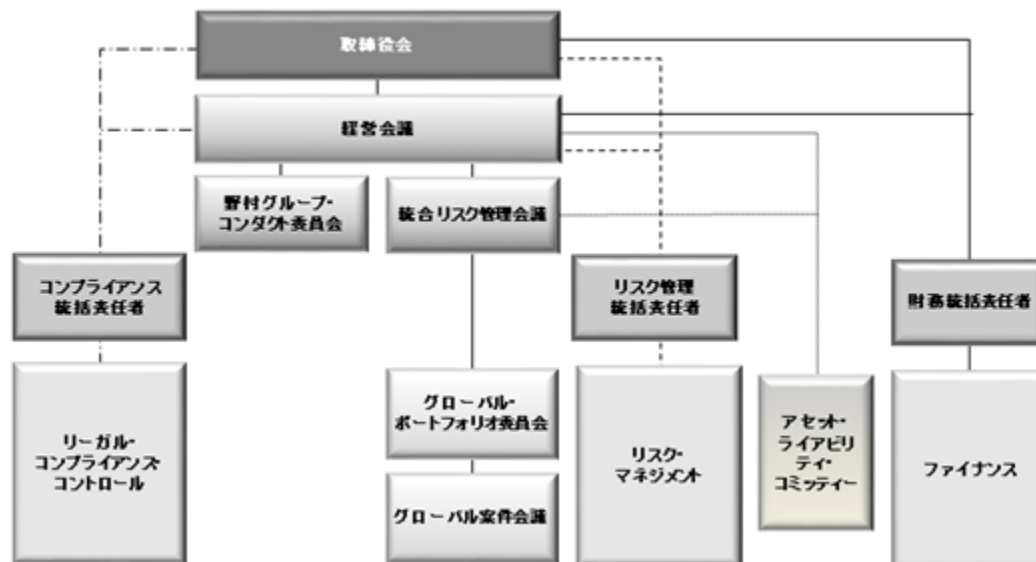 取締役会
経営会議
野村グループ・
コンダクト委員会
統合リスク管理会議
コンプライアンス
統括責任者
リスク管理
統括責任者
財務統括責任者
リーガル・
コンプライアンス・
コントロール
グローバル・
ポートフォリオ委員会
グローバル案件会議
リスク・
マネジメント
アセット・
ライアビリ
ティ・
コミッティー
ファイナンス